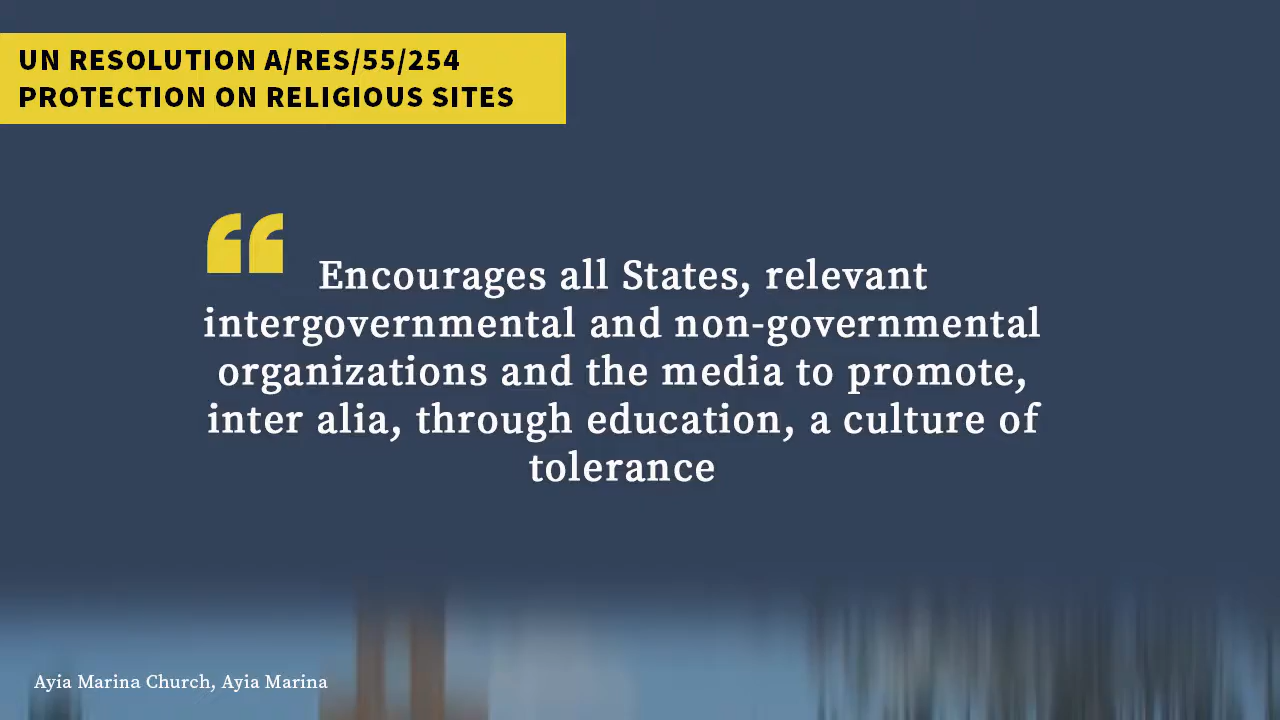 UN RESOLUTION A/RES/55/254
PROTECTION ON RELIGIOUS SITES
“ Encourages all States, relevant
intergovernmental and non-governmental
organizations and the media to promote,
inter alia, through education, a culture of
tolerance
Ayia Marina Church, Ayia Marina